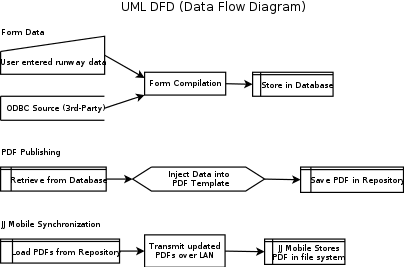 UML DFD (Data Flow Diagram)
Form Data
User entered runway data
Form Compilation
Store in Database
ODBC Source (3rd-Party)
PDF Publishing
Retrieve from Database
Inject Data into
PDF Template
Save PDF in Repository
JJ Mobile Synchronization
Load PDFs from Repository
Transmit updated
PDFs over LAN
JJ Mobile Stores
PDF in file system